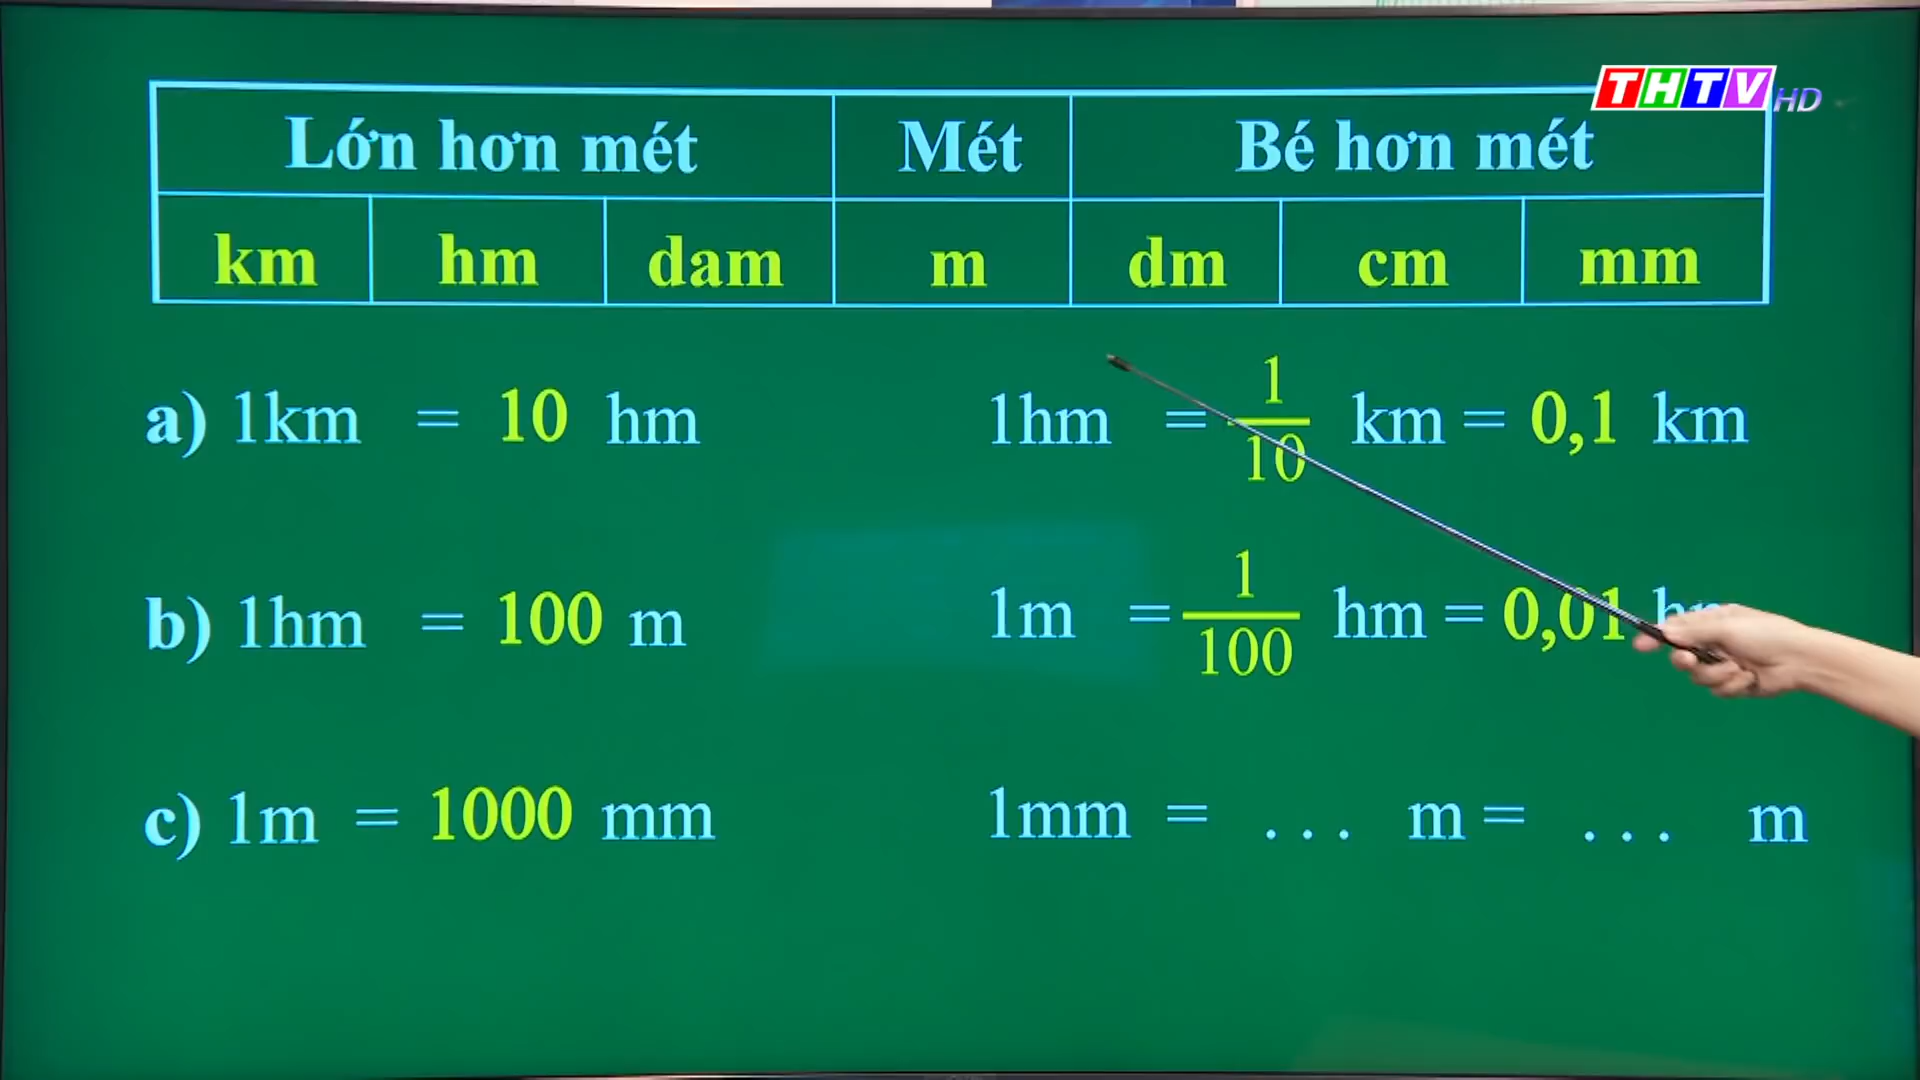 THTV HD
Lớn hơn mét Mét Bé hơn mét
km hm dam m dm cm mm
a) 1km = 10 hm 1hm = 1/10 km = 0,1 km
b) 1hm = 100 m 1m = 1/100 hm = 0,01
c) 1m = 1000 mm 1mm = . . . m = . . . m